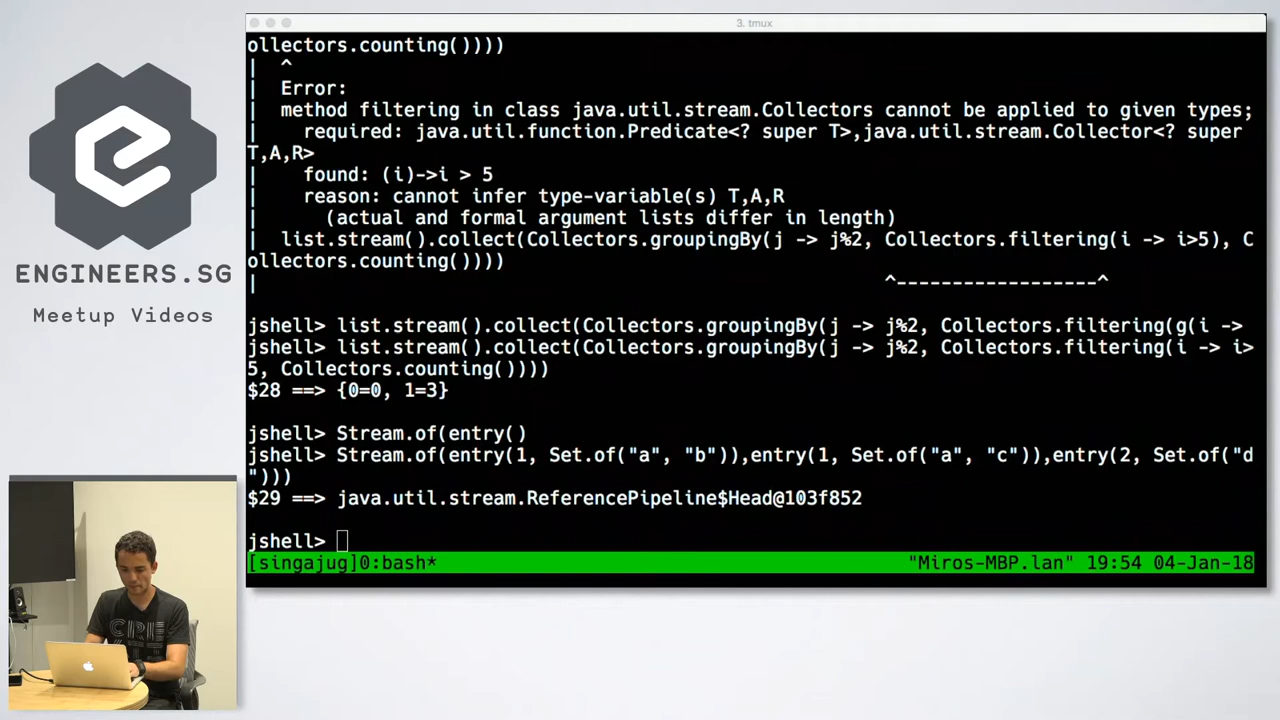 3. tmux
ollectors.counting())))
|  ^
|  Error:
|  method filtering in class java.util.stream.Collectors cannot be applied to given types;
|    required: java.util.function.Predicate<? super T>,java.util.stream.Collector<? super
T,A,R>
|    found: (i)->i > 5
|    reason: cannot infer type-variable(s) T,A,R
|      (actual and formal argument lists differ in length)
|  list.stream().collect(Collectors.groupingBy(j -> j%2, Collectors.filtering(i -> i>5), C
ollectors.counting())))
|                                                        ^------------------^
jshell> list.stream().collect(Collectors.groupingBy(j -> j%2, Collectors.filtering(g(i ->
jshell> list.stream().collect(Collectors.groupingBy(j -> j%2, Collectors.filtering(i -> i>
5, Collectors.counting())))
$28 ==> {0=0, 1=3}
jshell> Stream.of(entry()
jshell> Stream.of(entry(1, Set.of("a", "b")),entry(1, Set.of("a", "c")),entry(2, Set.of("d
")))
$29 ==> java.util.stream.ReferencePipeline$Head@103f852
jshell>
[singajug]0:bash* "Miros-MBP.lan" 19:54 04-Jan-18
ENGINEERS.SG
Meetup Videos